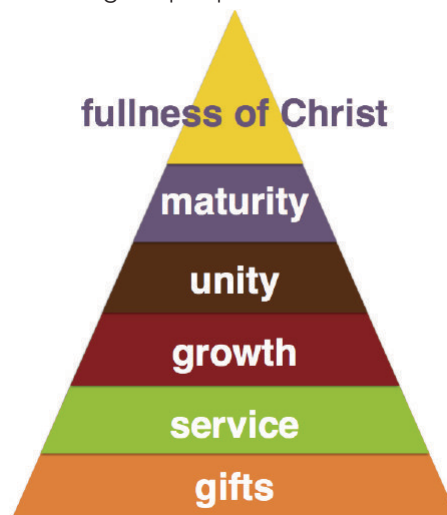 fullness of Christ
maturity
unity
growth
service
gifts